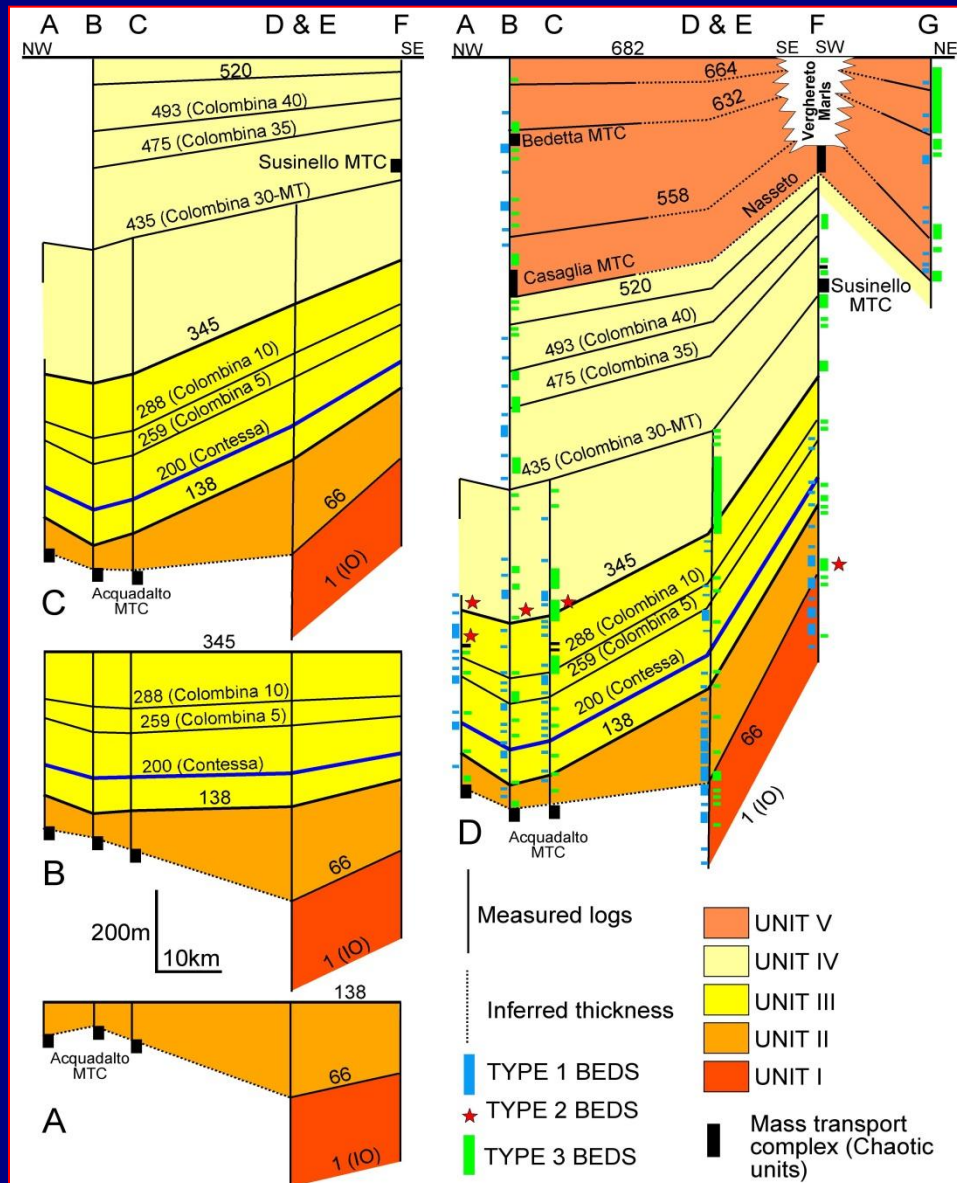 A B C D & E F
NW SE
520
493 (Colombina 40)
475 (Colombina 35)
Susinello MTC
435 (Colombina 30-MT)
345
288 (Colombina 10)
259 (Colombina 5)
200 (Contessa)
138
66
1 (IO)
C
Acquadalto
MTC
345
288 (Colombina 10)
259 (Colombina 5)
200 (Contessa)
138
66
1 (IO)
B
200m
10km
138
Acquadalto
MTC
66
1 (IO)
A
A B C D & E F G
NW 682 SE SW NE
664
632
Verghereto
Marls
Bedetta MTC
558
Nasseto
Casaglia MTC
520
493 (Colombina 40)
475 (Colombina 35)
Susinello
MTC
435 (Colombina 30-MT)
345
288 (Colombina 10)
259 (Colombina 5)
200 (Contessa)
138
66
1 (IO)
D
Acquadalto
MTC
Measured logs
Inferred thickness
TYPE 1 BEDS
TYPE 2 BEDS
TYPE 3 BEDS
UNIT V
UNIT IV
UNIT III
UNIT II
UNIT I
Mass transport
complex (Chaotic
units)